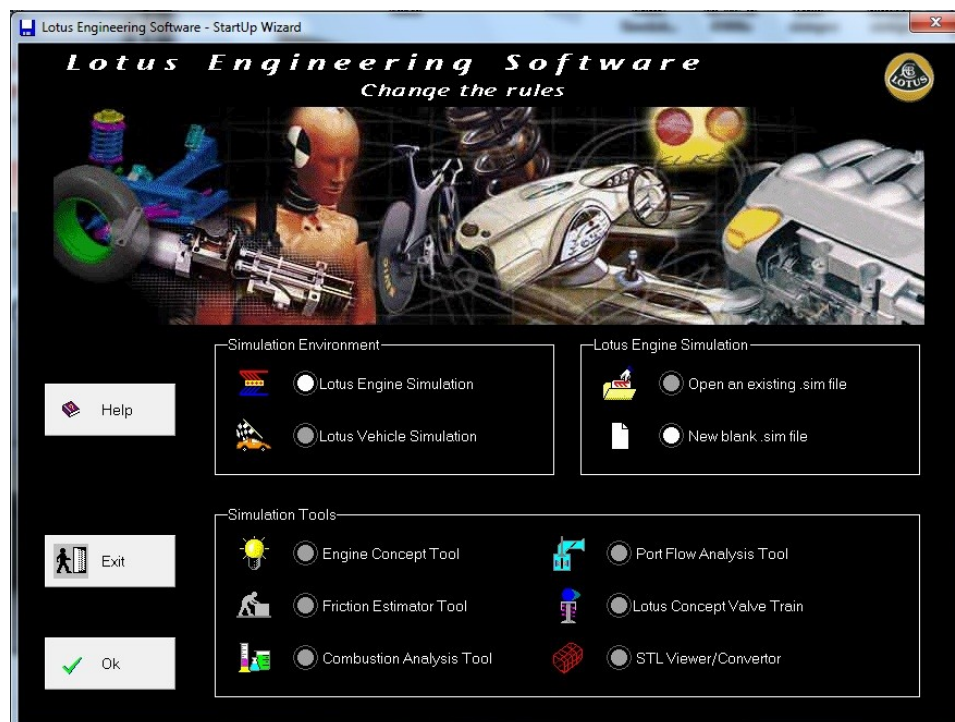 Lotus Engineering Software - StartUp Wizard
Lotus Engineering Software
Change the rules
LOTUS
Simulation Environment
Lotus Engine Simulation
Lotus Vehicle Simulation
Lotus Engine Simulation
Open an existing .sim file
New blank .sim file
Help
Exit
Ok
Simulation Tools
Engine Concept Tool
Friction Estimator Tool
Combustion Analysis Tool
Port Flow Analysis Tool
Lotus Concept Valve Train
STL Viewer/Convertor